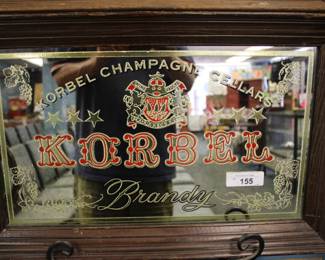 KORBEL CHAMPAGNE CELLARS
KORBEL
155
Brandy